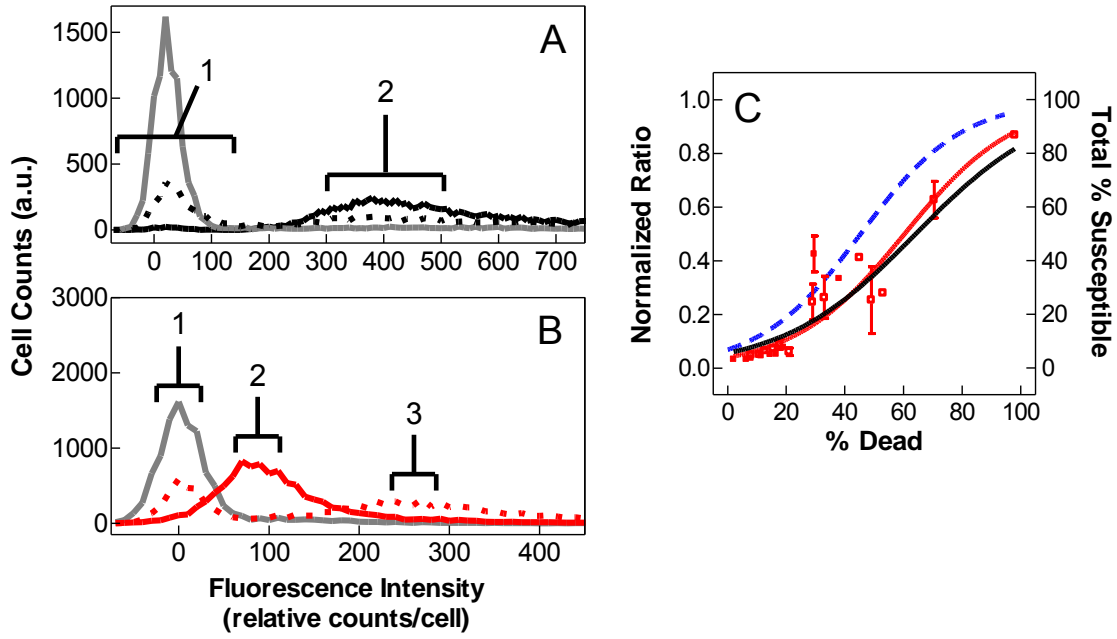 A
1500
1000
500
0
1
2
0 100 200 300 400 500 600 700
B
3000
2000
1000
0
1
2
3
0 100 200 300 400
Cell Counts (a.u.)
Fluorescence Intensity
(relative counts/cell)
C
1.0
0.8
0.6
0.4
0.2
0.0
Normalized Ratio
100
80
60
40
20
0
Total % Susceptible
0 20 40 60 80 100
% Dead